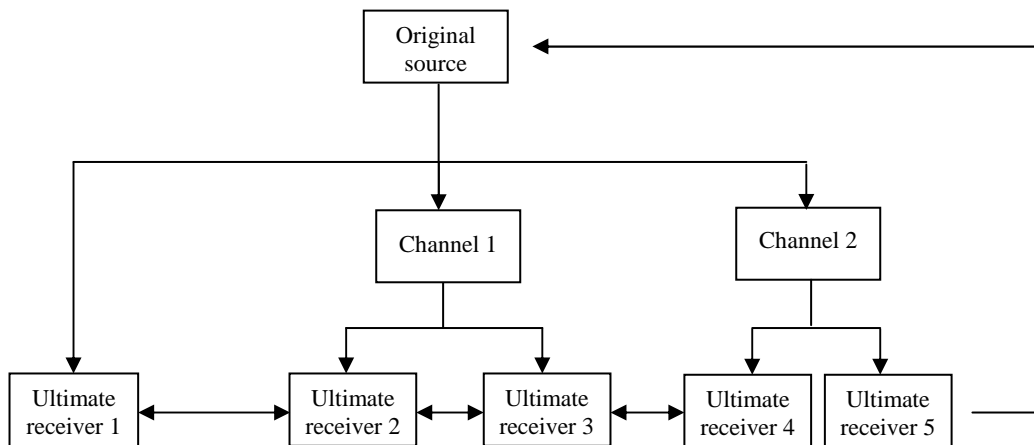 Original
source
Channel 1
Channel 2
Ultimate
receiver 1
Ultimate
receiver 2
Ultimate
receiver 3
Ultimate
receiver 4
Ultimate
receiver 5